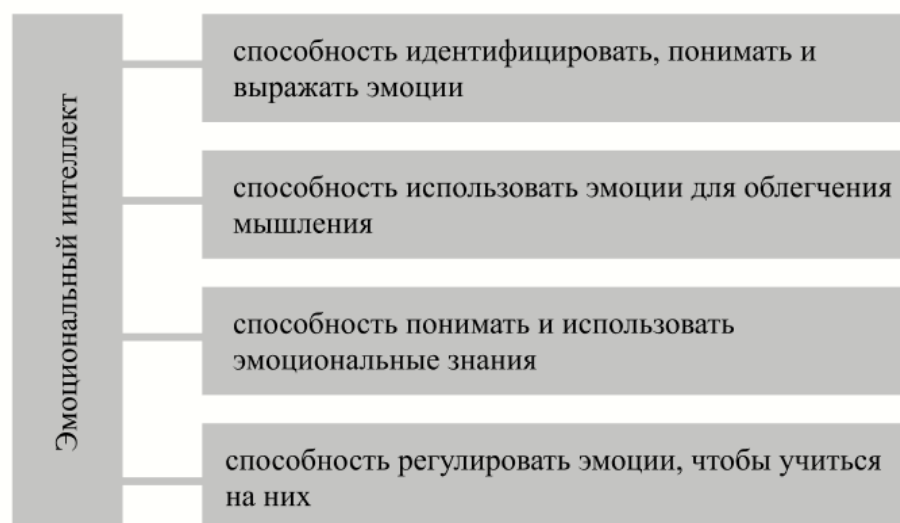 Эмоциональный интеллект
способность идентифицировать, понимать и
выражать эмоции
способность использовать эмоции для облегчения
мышления
способность понимать и использовать
эмоциональные знания
способность регулировать эмоции, чтобы учиться
на них